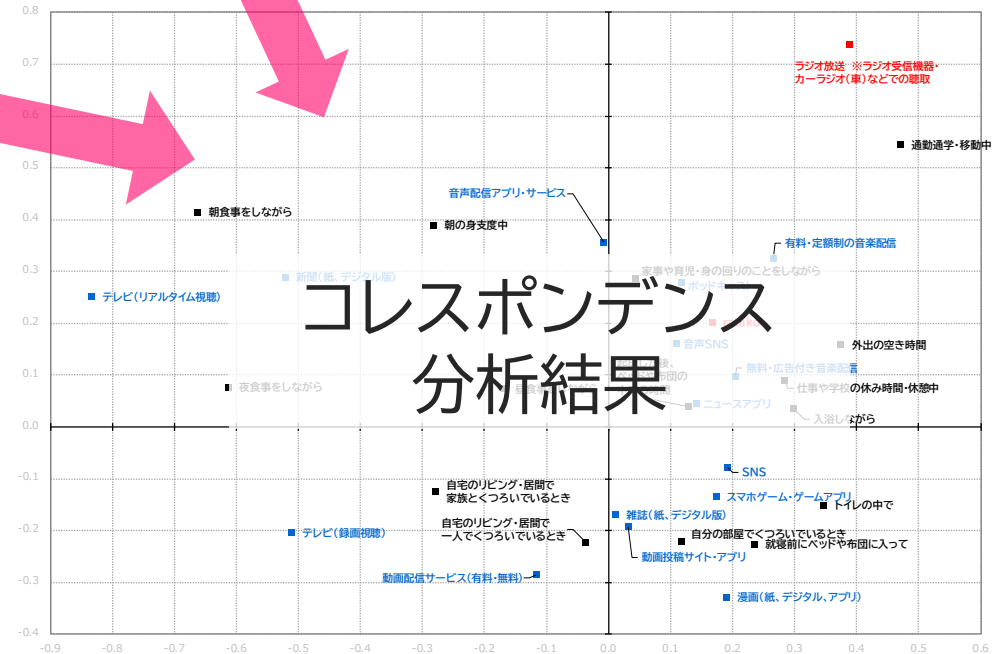 0.8
0.7
0.6
0.5
0.4
0.3
0.2
0.1
0.0
-0.1
-0.2
-0.3
-0.4
ラジオ放送 ※ラジオ受信機器・
カーラジオ(車)などでの聴取
通勤通学・移動中
音声配信アプリ・サービス
朝食事をしながら
朝の身支度中
有料・定額制の音楽配信
家事や育児・身の回りのことをしながら
新聞(紙、デジタル版)
テレビ(リアルタイム視聴)
コレスポンデンス
分析結果
音声SNS
外出の空き時間
無料・広告付き音楽配信
夜食事をしながら
仕事や学校の休み時間・休憩中
ニュースアプリ
入浴しながら
SNS
自宅のリビング・居間で
家族とくつろいでいるとき
スマホゲーム・ゲームアプリ
トイレの中で
雑誌(紙、デジタル版)
自宅のリビング・居間で
一人でくつろいでいるとき
テレビ(録画視聴)
自分の部屋でくつろいでいるとき
就寝前にベッドや布団に入って
動画投稿サイト・アプリ
動画配信サービス(有料・無料)
漫画(紙、デジタル、アプリ)
-0.9 -0.8 -0.7 -0.6 -0.5 -0.4 -0.3 -0.2 -0.1 0.0 0.1 0.2 0.3 0.4 0.5 0.6